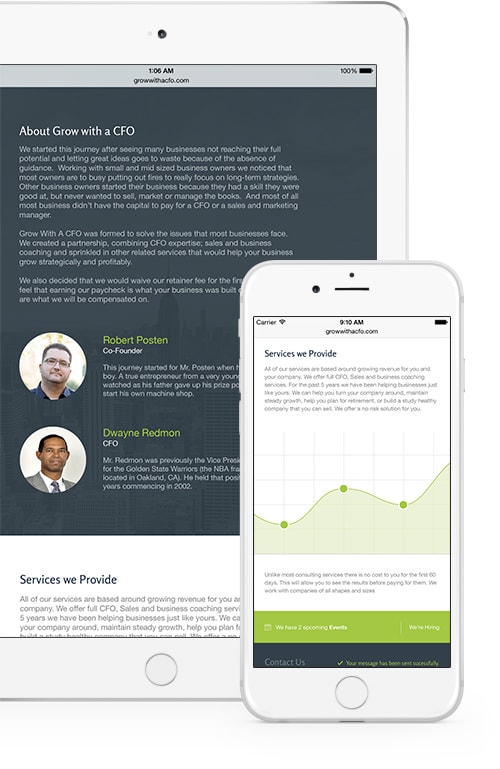 1:06 AM
100%
growwithacfo.com
About Grow with a CFO
We started this journey after seeing many businesses not reaching their full
potential and letting great ideas goes to waste because of the absence of
guidance. Working with small and mid sized business owners we noticed that
most owners are to busy putting out fires to really focus on long-term strategies.
Other business owners started their business because they had a skill they were
good at, but never wanted to sell, market or manage the books. And most of all
most business didn't have the capital to pay for a CFO or a sales and marketing
manager.
Grow With A CFO was formed to solve the issues that most businesses face.
We created a partnership, combining CFO expertise; sales and business
coaching and sprinkled in other related services that would help your business
grow strategically and profitably.
We also decided that we would waive our retainer fee for the firs
feel that earning our paycheck is what your business was built o
are what we will be compensated on.
Robert Posten
Co-Founder
This journey started for Mr. Posten when h
boy. A true entrepreneur from a very youn
watched as his father gave up his prize po
start his own machine shop.
Dwayne Redmon
CFO
Mr. Redmon was previously the Vice Presi
for the Golden State Warriors (the NBA fra
located in Oakland, CA). He held that posi
years commencing in 2002.
Services we Provide
All of our services are based around growing revenue for you an
company. We offer full CFO, Sales and business coaching servi
5 years we have been helping businesses just like yours. We ca
your company around, maintain steady growth, help you plan fo
build a study healthy company that you can sell. We offer a no
Carrier
9:10 AM
growwithacfo.com
Services we Provide
All of our services are based around growing revenue for you and
your company. We offer full CFO, Sales and business coaching
services. For the past 5 years we have been helping businesses just
like yours. We can help you turn your company around, maintain
steady growth, help you plan for retirement, or build a study healthy
company that you can sell. We offer a no risk solution for you.
Unlike most consulting services there is no cost to you for the first 60
days. This will allow you to see the results before paying for them. We
work with companies of all shapes and sizes
We have 2 upcoming Events
We're Hiring
Contact Us
Your message has been sent sucessfully.